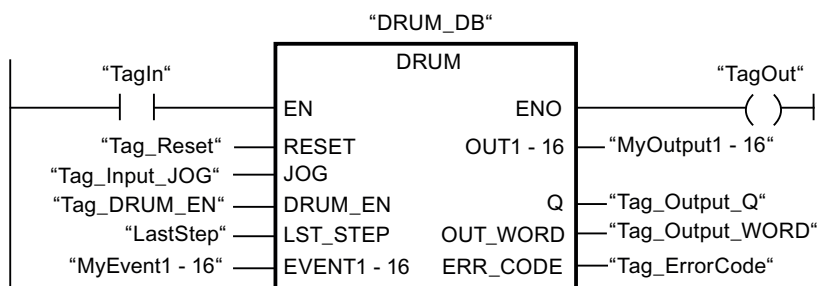 "DRUM_DB“
DRUM
“TagIn“
“TagOut“
EN
ENO
“Tag_Reset“
RESET
OUT1 - 16
“MyOutput1 - 16“
“Tag_Input_JOG“
JOG
“Tag_DRUM_EN“
DRUM_EN
Q
“Tag_Output_Q“
“LastStep“
LST_STEP
OUT_WORD
“Tag_Output_WORD“
“MyEvent1 - 16“
EVENT1 - 16
ERR_CODE
“Tag_ErrorCode“